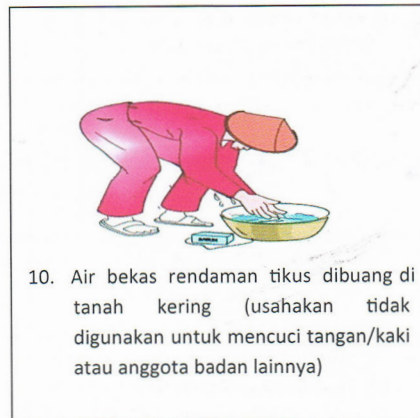 10. Air bekas rendaman tikus dibuang di
tanah kering (usahakan tidak
digunakan untuk mencuci tangan/kaki
atau anggota badan lainnya)